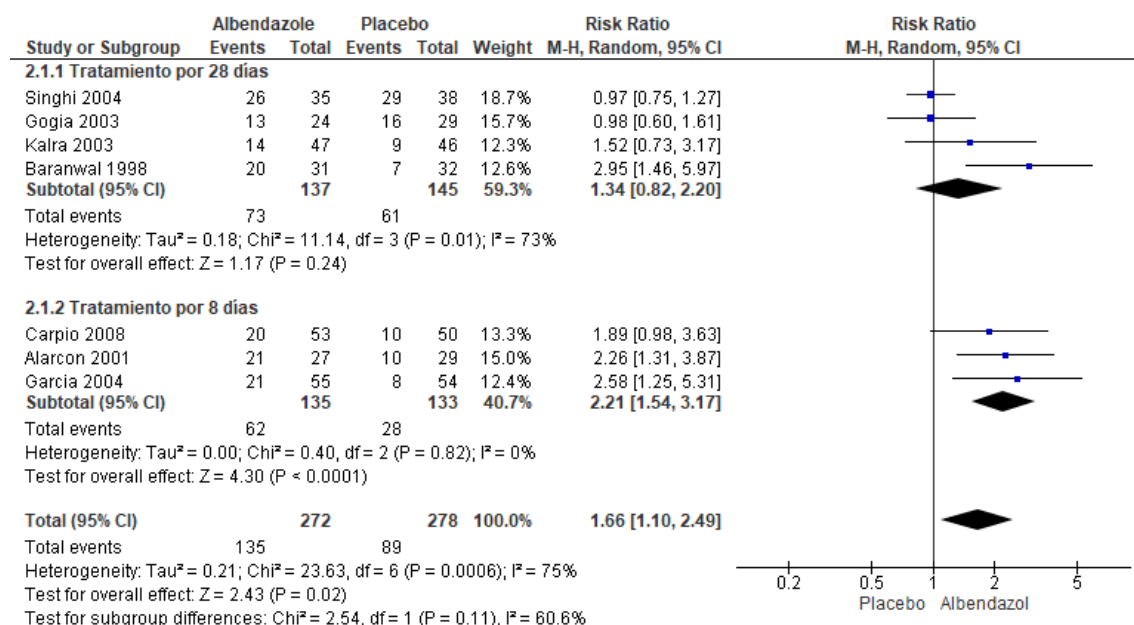 Albendazole Placebo Risk Ratio Risk Ratio
Study or Subgroup Events Total Events Total Weight M-H, Random, 95% CI M-H, Random, 95% CI
2.1.1 Tratamiento por 28 días
Singhi 2004 26 35 29 38 18.7% 0.97 [0.75, 1.27]
Gogia 2003 13 24 16 29 15.7% 0.98 [0.60, 1.61]
Kalra 2003 14 47 9 46 12.3% 1.52 [0.73, 3.17]
Baranwal 1998 20 31 7 32 12.6% 2.95 [1.46, 5.97]
Subtotal (95% CI) 137 145 59.3% 1.34 [0.82, 2.20]
Total events 73 61
Heterogeneity: Tau² = 0.18; Chi² = 11.14, df = 3 (P = 0.01); I² = 73%
Test for overall effect: Z = 1.17 (P = 0.24)
2.1.2 Tratamiento por 8 días
Carpio 2008 20 53 10 50 13.3% 1.89 [0.98, 3.63]
Alarcon 2001 21 27 10 29 15.0% 2.26 [1.31, 3.87]
Garcia 2004 21 55 8 54 12.4% 2.58 [1.25, 5.31]
Subtotal (95% CI) 135 133 40.7% 2.21 [1.54, 3.17]
Total events 62 28
Heterogeneity: Tau² = 0.00; Chi² = 0.40, df = 2 (P = 0.82); I² = 0%
Test for overall effect: Z = 4.30 (P < 0.0001)
Total (95% CI) 272 278 100.0% 1.66 [1.10, 2.49]
Total events 135 89
Heterogeneity: Tau² = 0.21; Chi² = 23.63, df = 6 (P = 0.0006); I² = 75%
Test for overall effect: Z = 2.43 (P = 0.02)
Test for subgroup differences: Chi² = 2.54, df = 1 (P = 0.11), I² = 60.6%
0.2 0.5 1 2 5
Placebo Albendazol